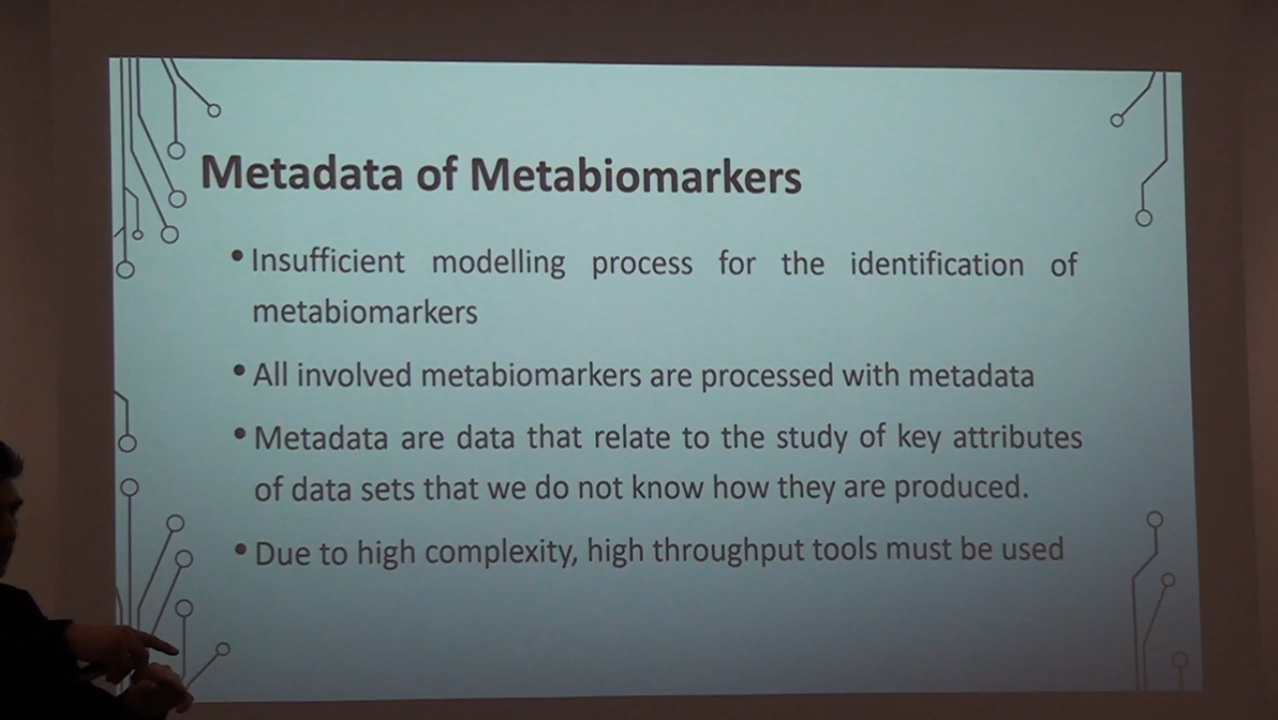 Metadata of Metabiomarkers
• Insufficient modelling process for the identification of
metabiomarkers
• All involved metabiomarkers are processed with metadata
• Metadata are data that relate to the study of key attributes
of data sets that we do not know how they are produced.
• Due to high complexity, high throughput tools must be used